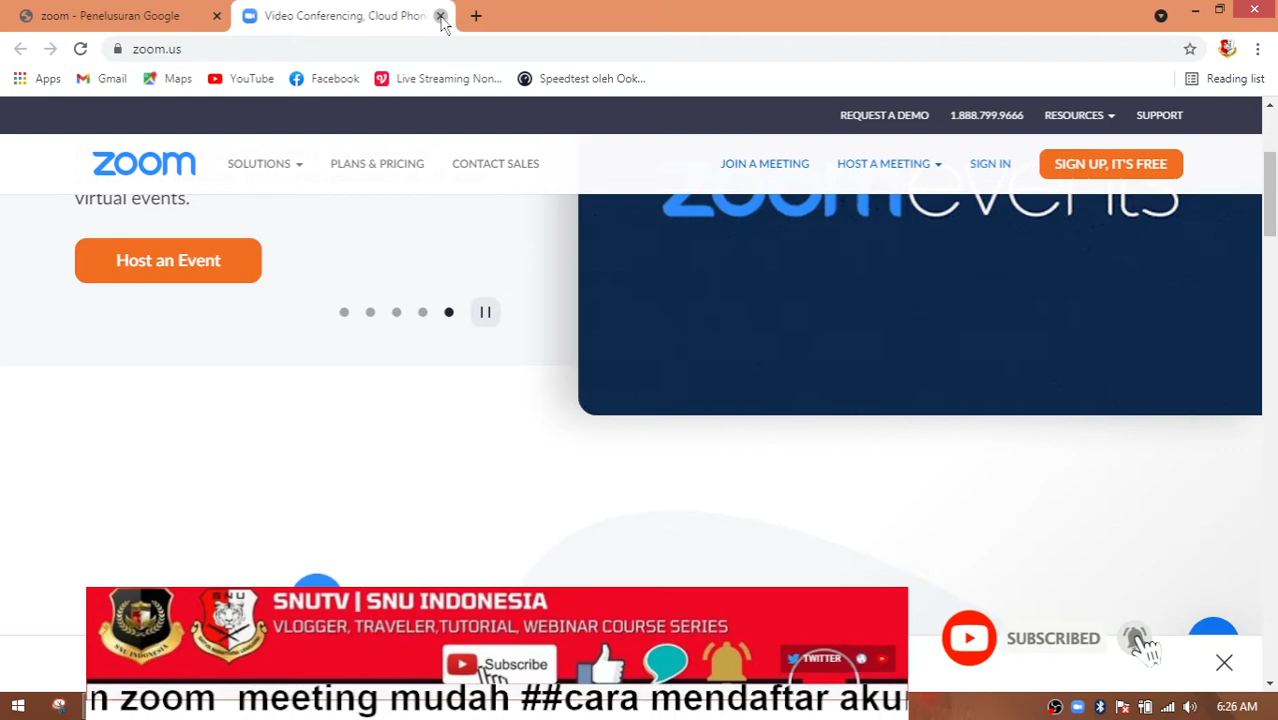 zoom - Penelusuran Google
Video Conferencing, Cloud Phon
zoom.us
Apps Gmail Maps YouTube Facebook Live Streaming Non... Speedtest oleh Ook... Reading list
REQUEST A DEMO 1.888.799.9666 RESOURCES SUPPORT
zoom SOLUTIONS PLANS & PRICING CONTACT SALES JOIN A MEETING HOST A MEETING SIGN IN SIGN UP, IT'S FREE
virtual events.
zoomevents
Host an Event
SNUTV | SNU INDONESIA
VLOGGER, TRAVELER,TUTORIAL, WEBINAR COURSE SERIES
Subscribe
TWITTER
SUBSCRIBED
n zoom meeting mudah ##cara mendaftar aku
6:26 AM